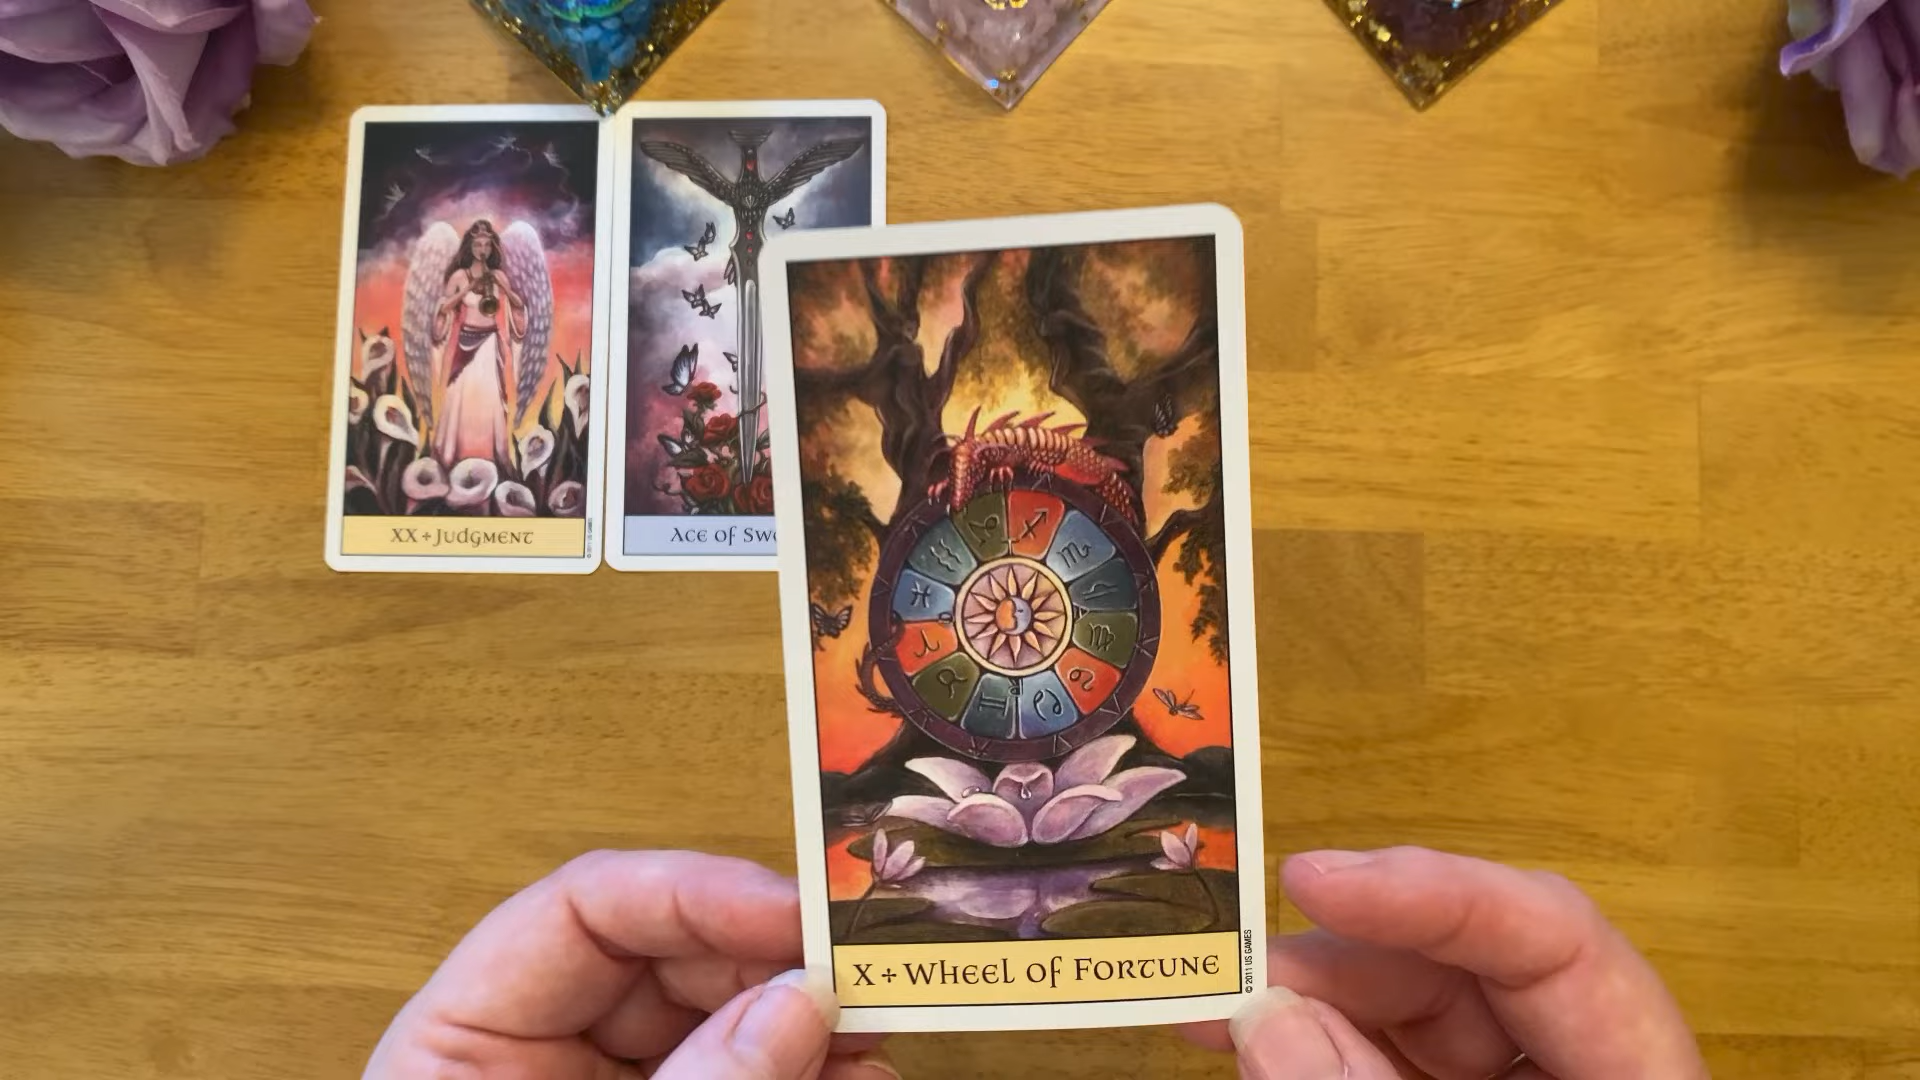 XX + Judgment
Ace of Sw
X + Wheel of Fortune
© 2011 US GAMES